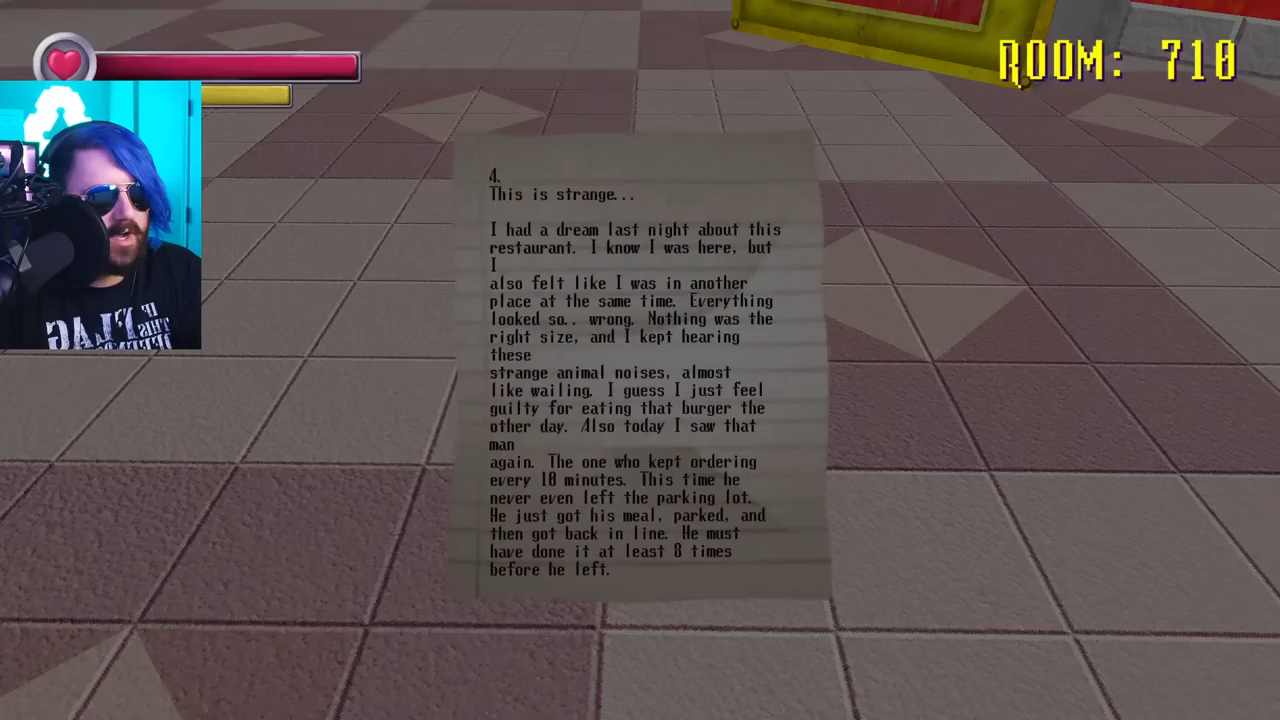 ROOM: 710
4.
This is strange...
I had a dream last night about this
restaurant. I know I was here, but
I
also felt like I was in another
place at the same time. Everything
looked so.. wrong. Nothing was the
right size, and I kept hearing
these
strange animal noises, almost
like wailing. I guess I just feel
guilty for eating that burger the
other day. Also today I saw that
man
again. The one who kept ordering
every 10 minutes. This time he
never even left the parking lot.
He just got his meal, parked, and
then got back in line. He must
have done it at least 8 times
before he left.
IF
THIS
FLAG